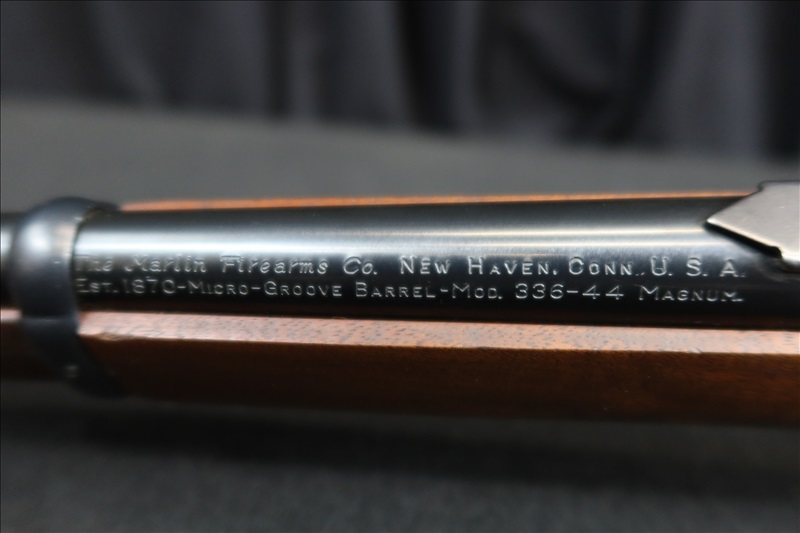 The Marlin Firearms Co. New Haven, Conn. U. S. A.
Est. 1870-Micro-Groove Barrel-Mod. 336-44 Magnum.